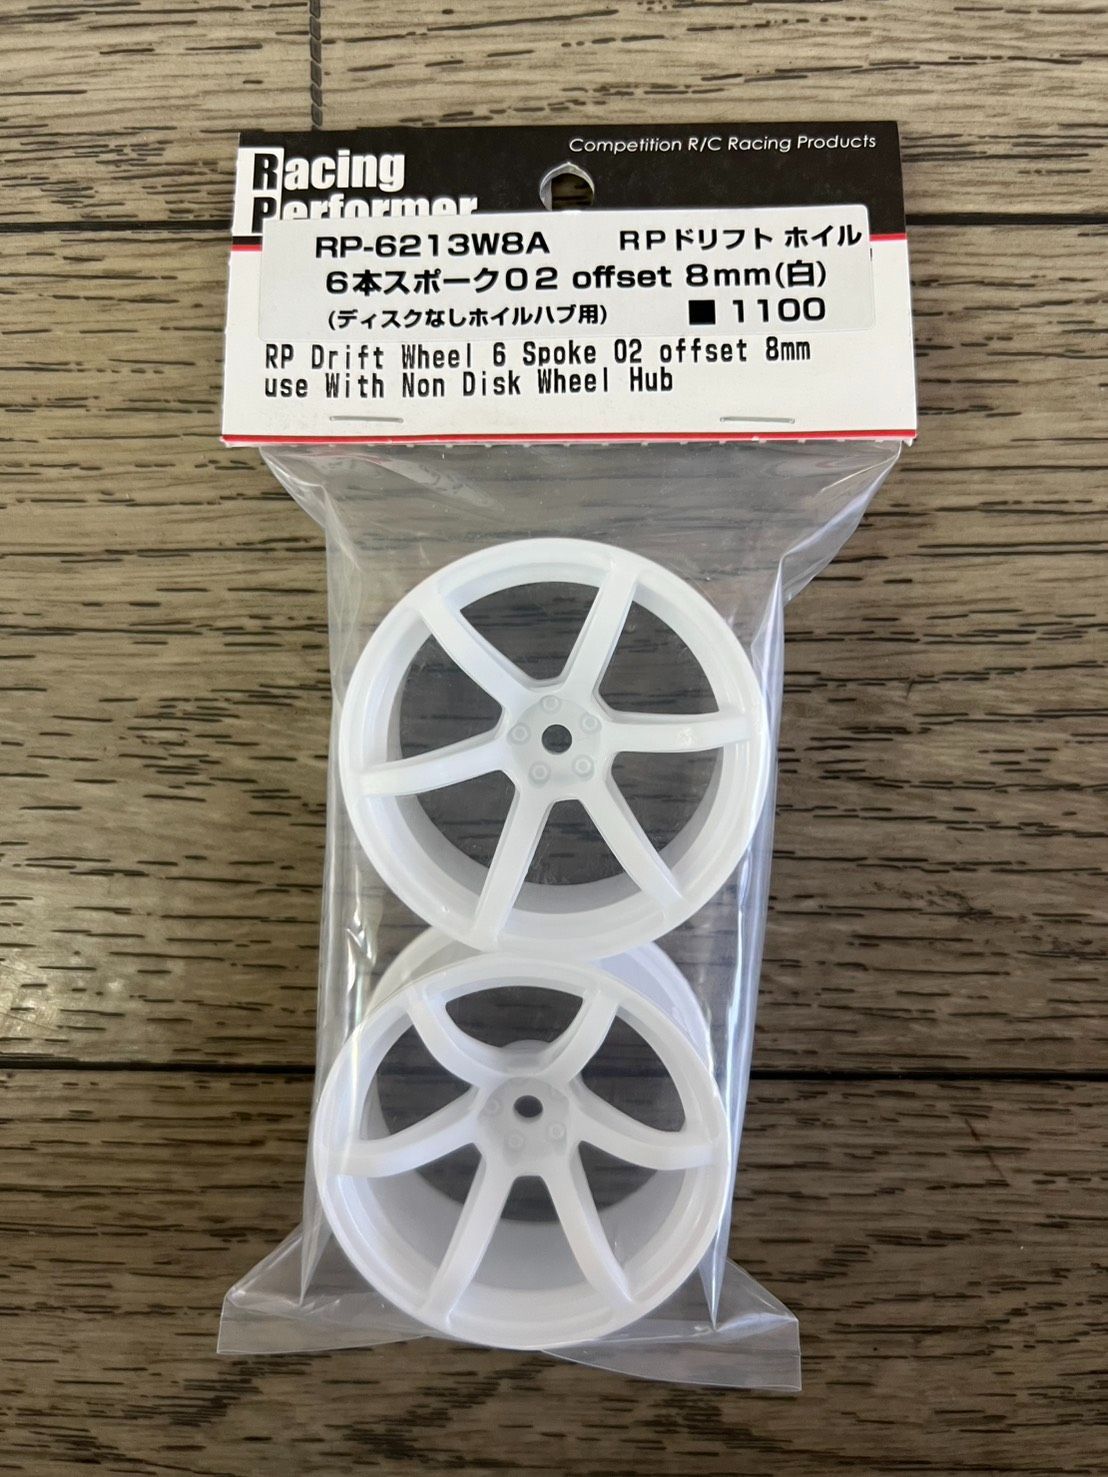 Competition R/C Racing Products
Racing
Performer
RP-6213W8A RPドリフト ホイル
6本スポーク02 offset 8mm(白)
(ディスクなしホイルハブ用) ■ 1100
RP Drift Wheel 6 Spoke 02 offset 8mm
use With Non Disk Wheel Hub